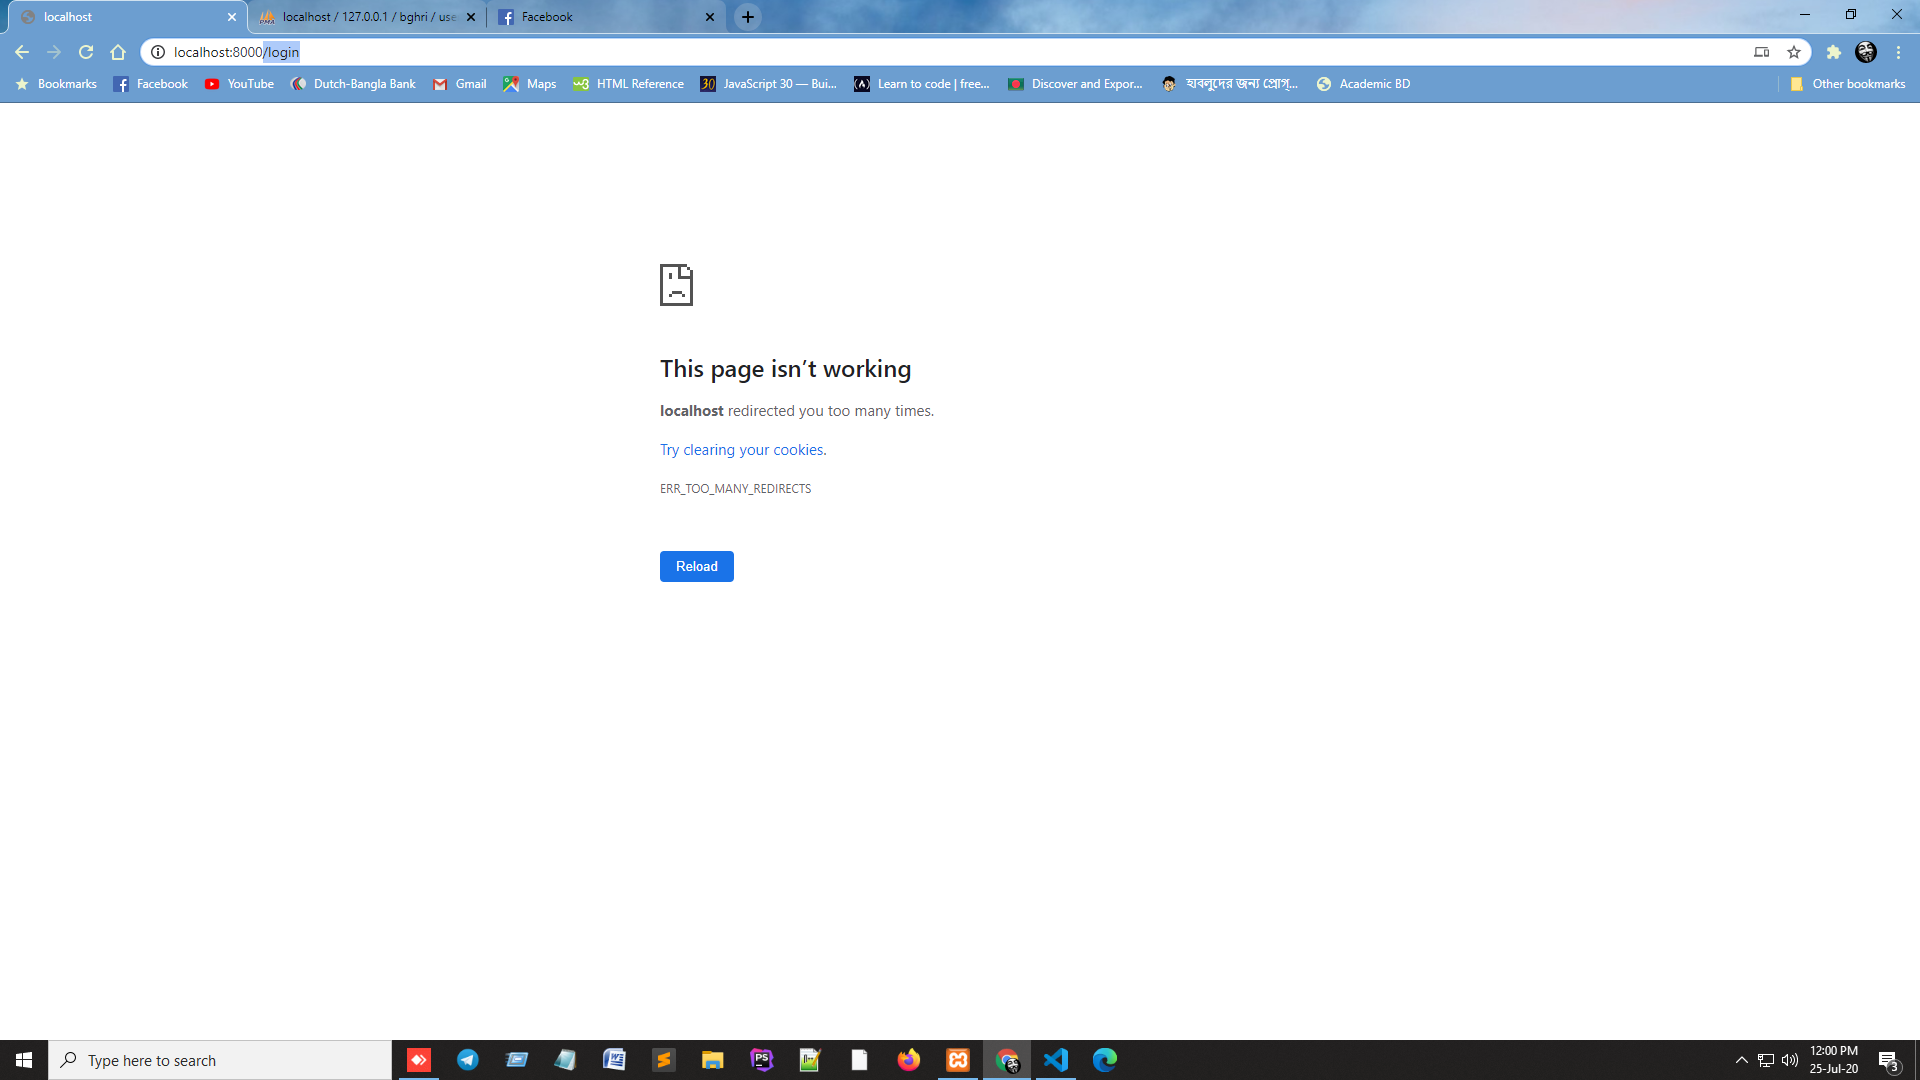 localhost
localhost / 127.0.0.1 / bghri / use
Facebook
localhost:8000/login
Bookmarks
Facebook
YouTube
Dutch-Bangla Bank
Gmail
Maps
HTML Reference
JavaScript 30 — Bui...
Learn to code | free...
Discover and Expor...
হাবলুদের জন্য প্রোগ্...
Academic BD
Other bookmarks
This page isn’t working
localhost redirected you too many times.
Try clearing your cookies.
ERR_TOO_MANY_REDIRECTS
Reload
Type here to search
12:00 PM
25-Jul-20
3